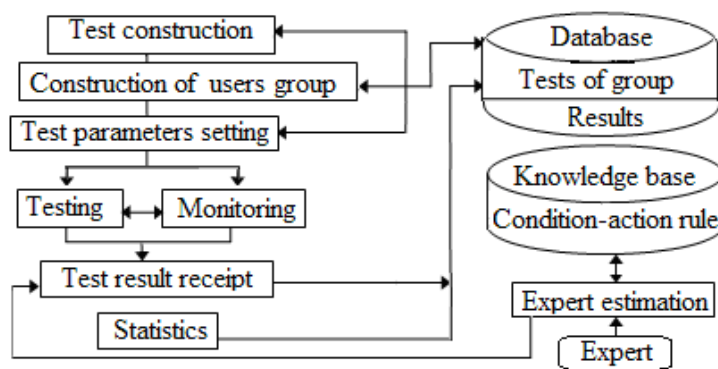 Test construction
Construction of users group
Test parameters setting
Testing
Monitoring
Test result receipt
Statistics
Database
Tests of group
Results
Knowledge base
Condition-action rule
Expert estimation
Expert